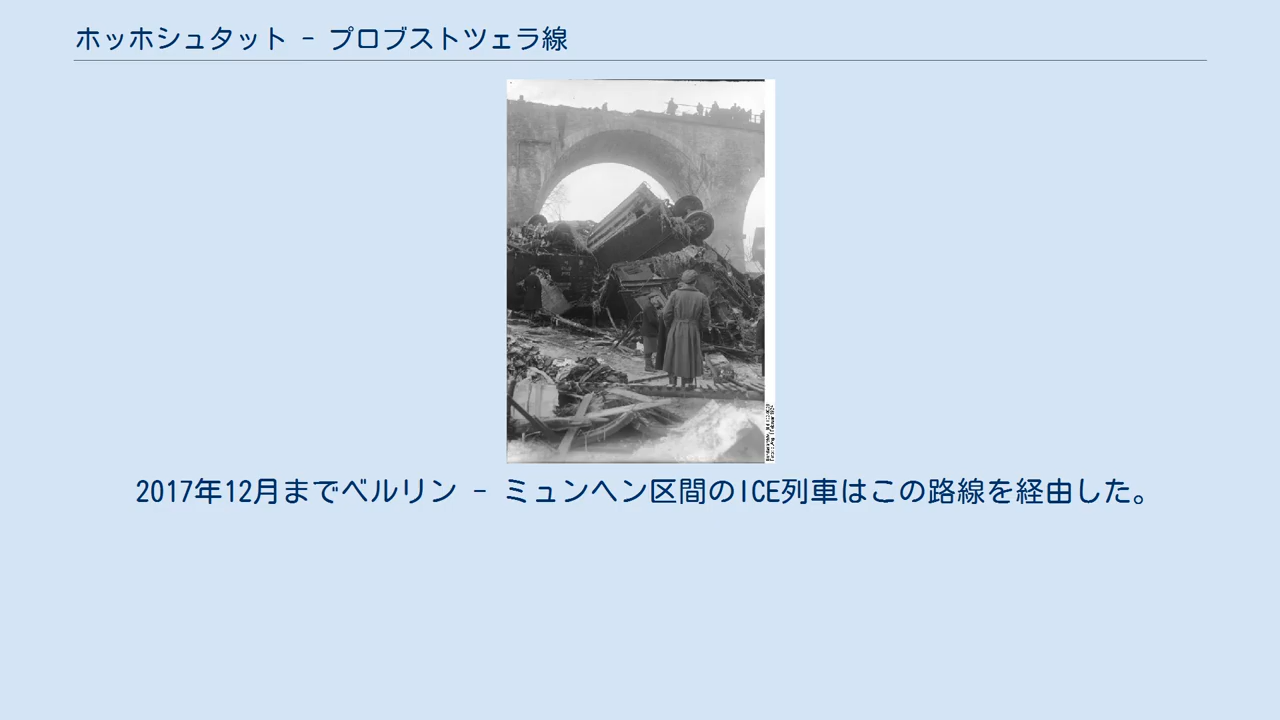 ホッホシュタット - プロブストツェラ線
2017年12月までベルリン - ミュンヘン区間のICE列車はこの路線を経由した。